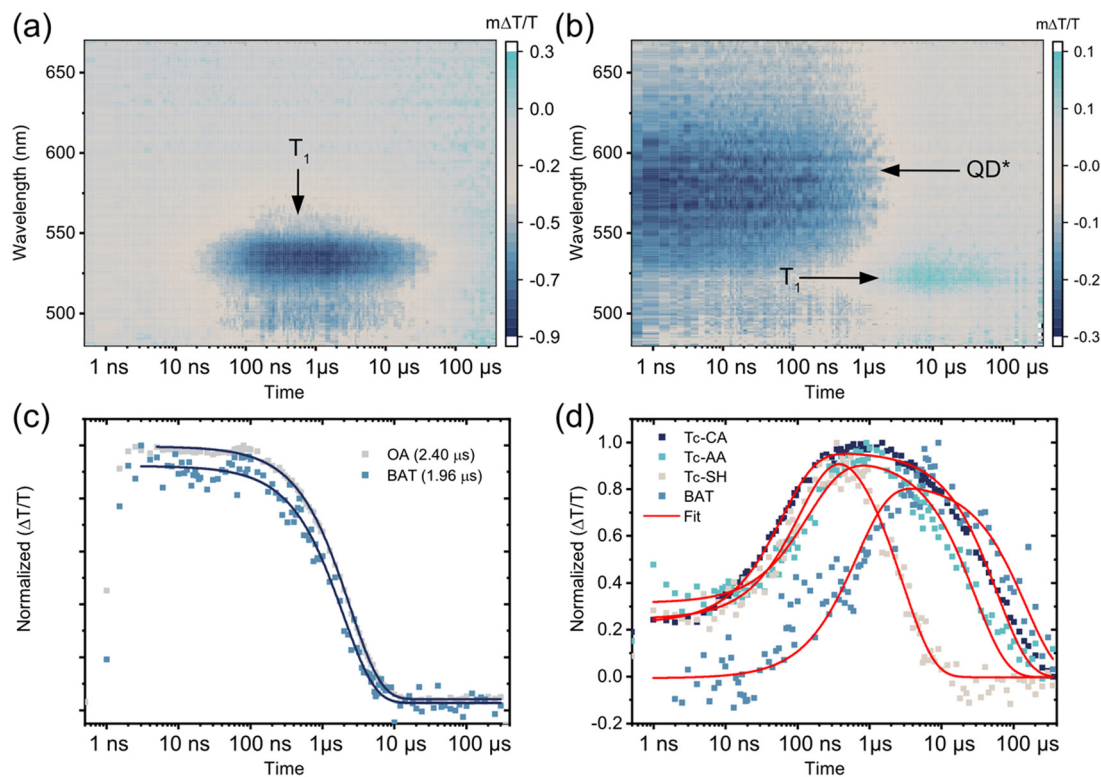 (a)
mΔT/T
650
600
550
500
Wavelength (nm)
T1
0.3
0.0
-0.2
-0.5
-0.7
-0.9
1 ns
10 ns
100 ns
1µs
10 µs
100 µs
Time
(b)
mΔT/T
650
600
550
500
Wavelength (nm)
QD*
T1
0.1
0.1
-0.0
-0.1
-0.2
-0.3
1 ns
10 ns
100 ns
1µs
10 µs
100 µs
Time
(c)
Normalized (ΔT/T)
OA (2.40 µs)
BAT (1.96 µs)
1 ns
10 ns
100 ns
1µs
10 µs
100 µs
Time
(d)
Normalized (ΔT/T)
1.0
0.8
0.6
0.4
0.2
0.0
-0.2
Tc-CA
Tc-AA
Tc-SH
BAT
Fit
1 ns
10 ns
100 ns
1µs
10 µs
100 µs
Time